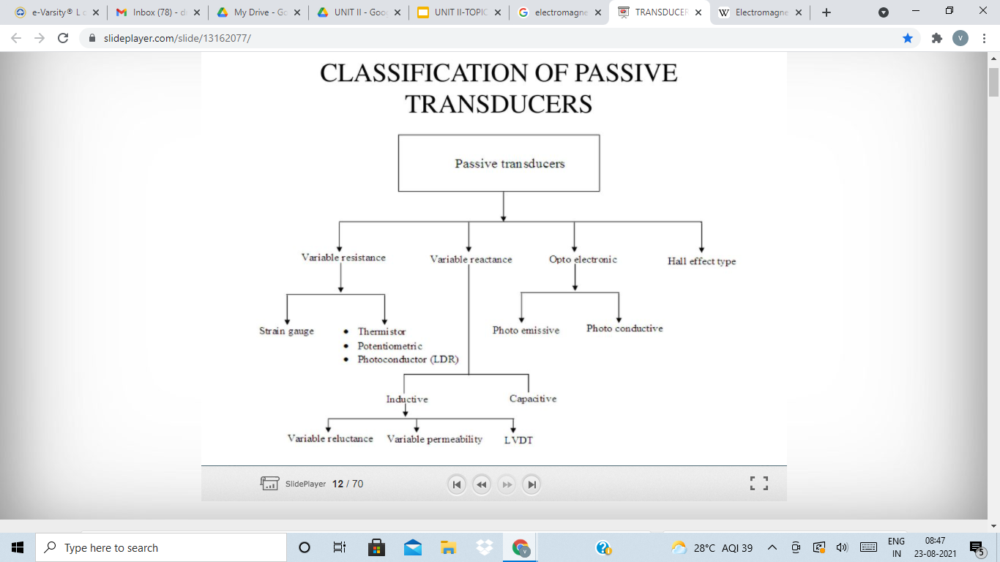 e-Varsity® L
Inbox (78) - d
My Drive - Go
UNIT II - Goo
UNIT II-TOPIC
electromagne
TRANSDUCER
W Electromagne
slideplayer.com/slide/13162077/
V
CLASSIFICATION OF PASSIVE
TRANSDUCERS
Passive transducers
Variable resistance
Variable reactance
Opto electronic
Hall effect type
Strain gauge
• Thermistor
• Potentiometric
• Photoconductor (LDR)
Photo emissive
Photo conductive
Inductive
Capacitive
Variable reluctance
Variable permeability
LVDT
SlidePlayer 12 / 70
Type here to search
V
28°C AQI 39
ENG
IN
08:47
23-08-2021
5